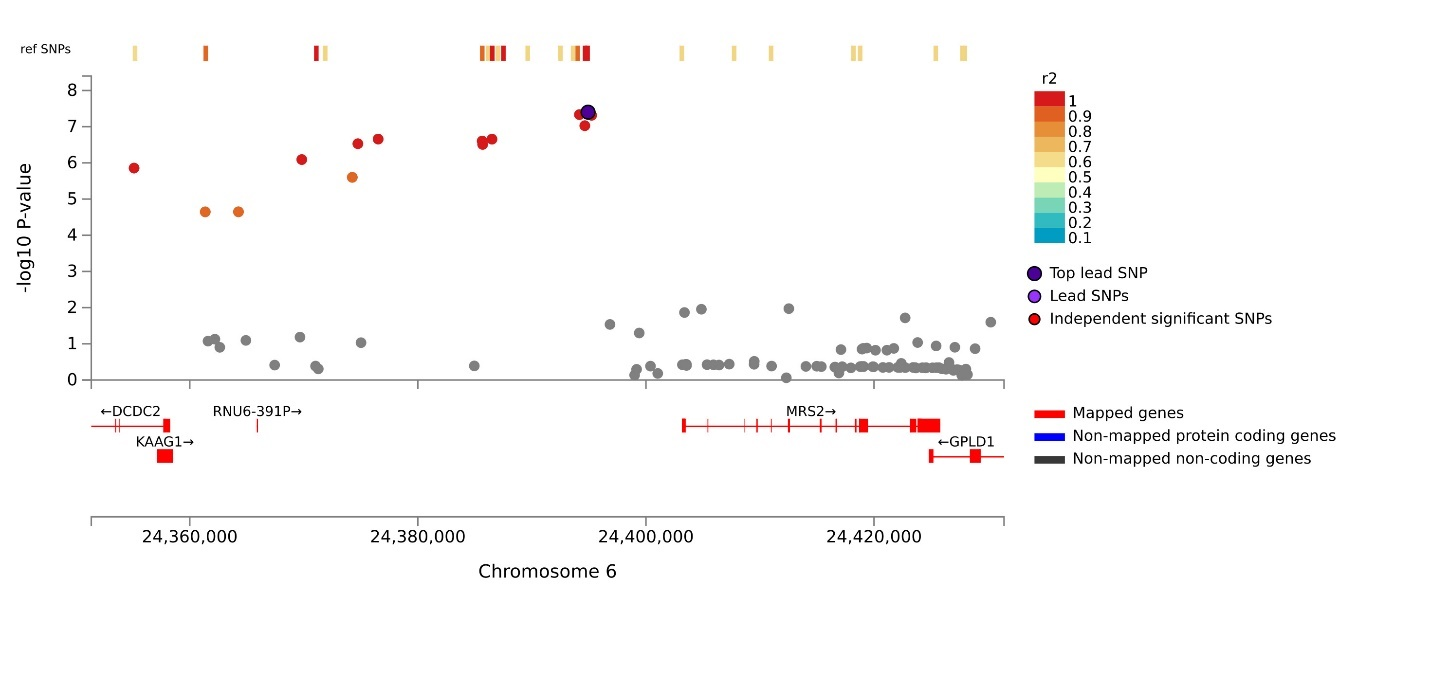 ref SNPs
r2
1
0.9
0.8
0.7
0.6
0.5
0.4
0.3
0.2
0.1
8
7
6
5
4
3
2
1
0
-log10 P-value
Top lead SNP
Lead SNPs
Independent significant SNPs
←DCDC2
RNU6-391P→
MRS2→
KAAG1→
←GPLD1
Mapped genes
Non-mapped protein coding genes
Non-mapped non-coding genes
24,360,000
24,380,000
24,400,000
24,420,000
Chromosome 6